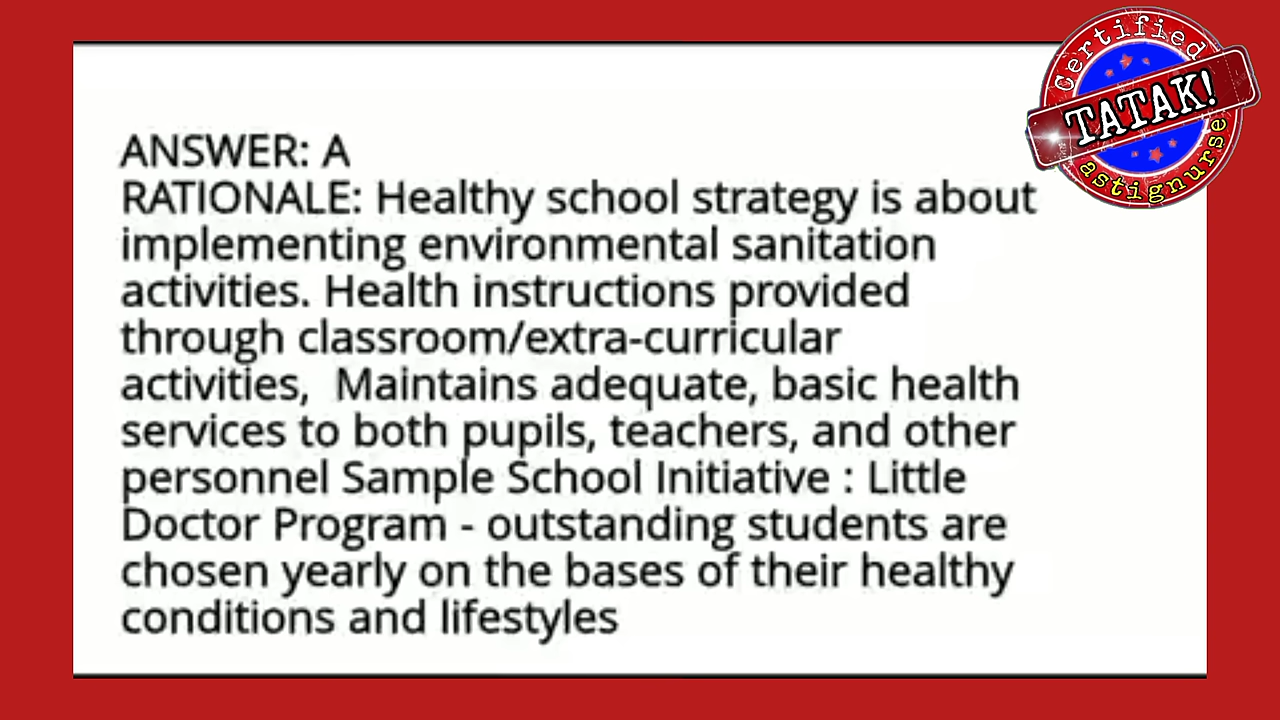 Certified
TATAK!
astignurse
ANSWER: A
RATIONALE: Healthy school strategy is about
implementing environmental sanitation
activities. Health instructions provided
through classroom/extra-curricular
activities,  Maintains adequate, basic health
services to both pupils, teachers, and other
personnel Sample School Initiative : Little
Doctor Program - outstanding students are
chosen yearly on the bases of their healthy
conditions and lifestyles